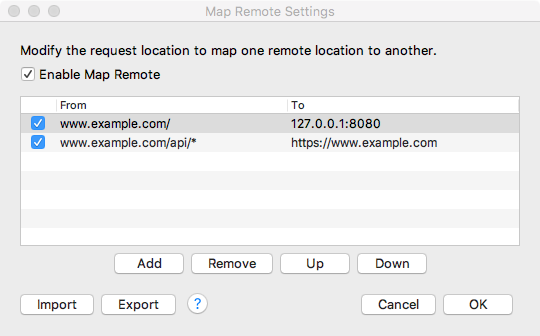 Map Remote Settings
Modify the request location to map one remote location to another.
Enable Map Remote
From To
www.example.com/ 127.0.0.1:8080
www.example.com/api/* https://www.example.com
Add Remove Up Down
Import Export ? Cancel OK